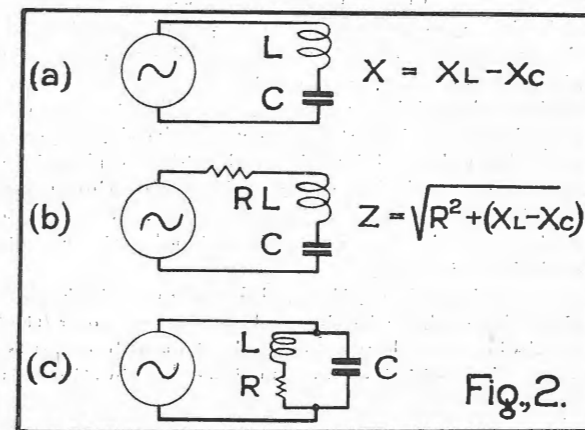 (a) L C X = XL - XC
(b) R L C Z = √R² + (XL - XC)
(c) L R C
Fig., 2.